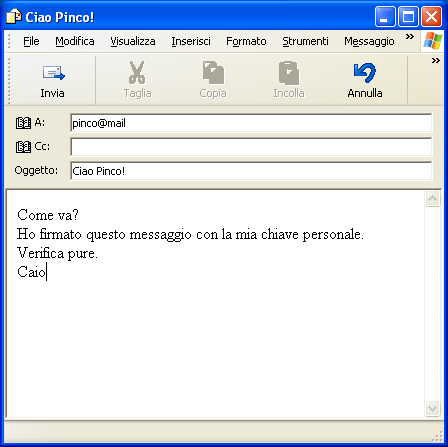 Ciao Pinco!
File Modifica Visualizza Inserisci Formato Strumenti Messaggio »
Invia Taglia Copia Incolla Annulla »
A: pinco@mail
Cc:
Oggetto: Ciao Pinco!
Come va?
Ho firmato questo messaggio con la mia chiave personale.
Verifica pure.
Caio